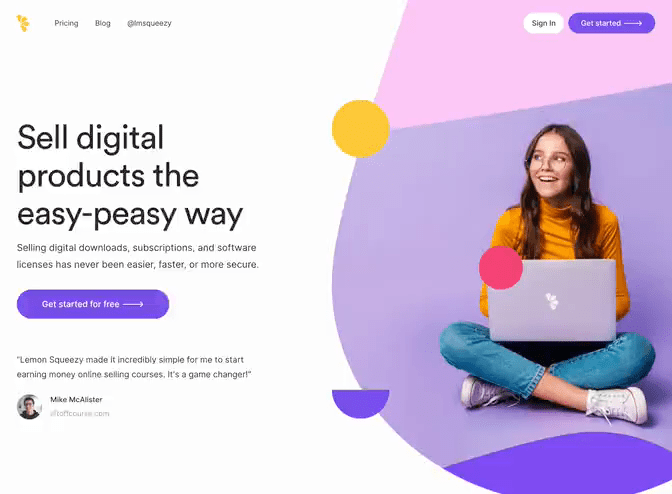 Pricing Blog @lmsqueezy Sign In Get started
Sell digital
products the
easy-peasy way
Selling digital downloads, subscriptions, and software
licenses has never been easier, faster, or more secure.
Get started for free
“Lemon Squeezy made it incredibly simple for me to start
earning money online selling courses. It's a game changer!”
Mike McAlister
liftoffcourse.com